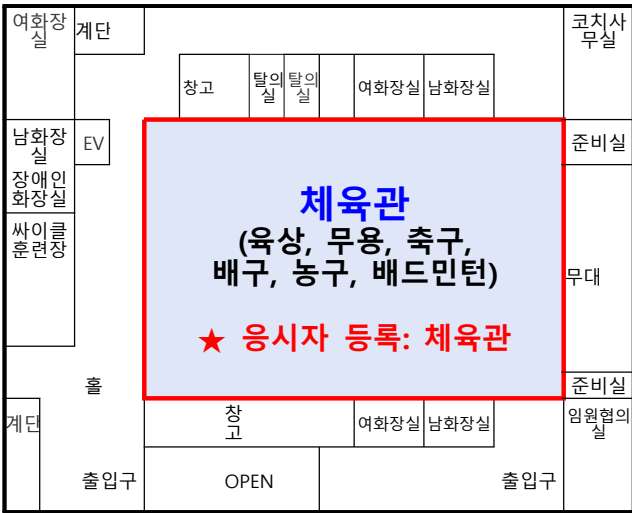 여화장
실
계단
코치사
무실
창고
탈의
실
탈의
실
여화장실
남화장실
남화장
실
EV
준비실
장애인
화장실
싸이클
훈련장
체육관
(육상, 무용, 축구,
배구, 농구, 배드민턴)
★ 응시자 등록: 체육관
무대
홀
준비실
계단
창
고
여화장실
남화장실
임원협의
실
출입구
OPEN
출입구